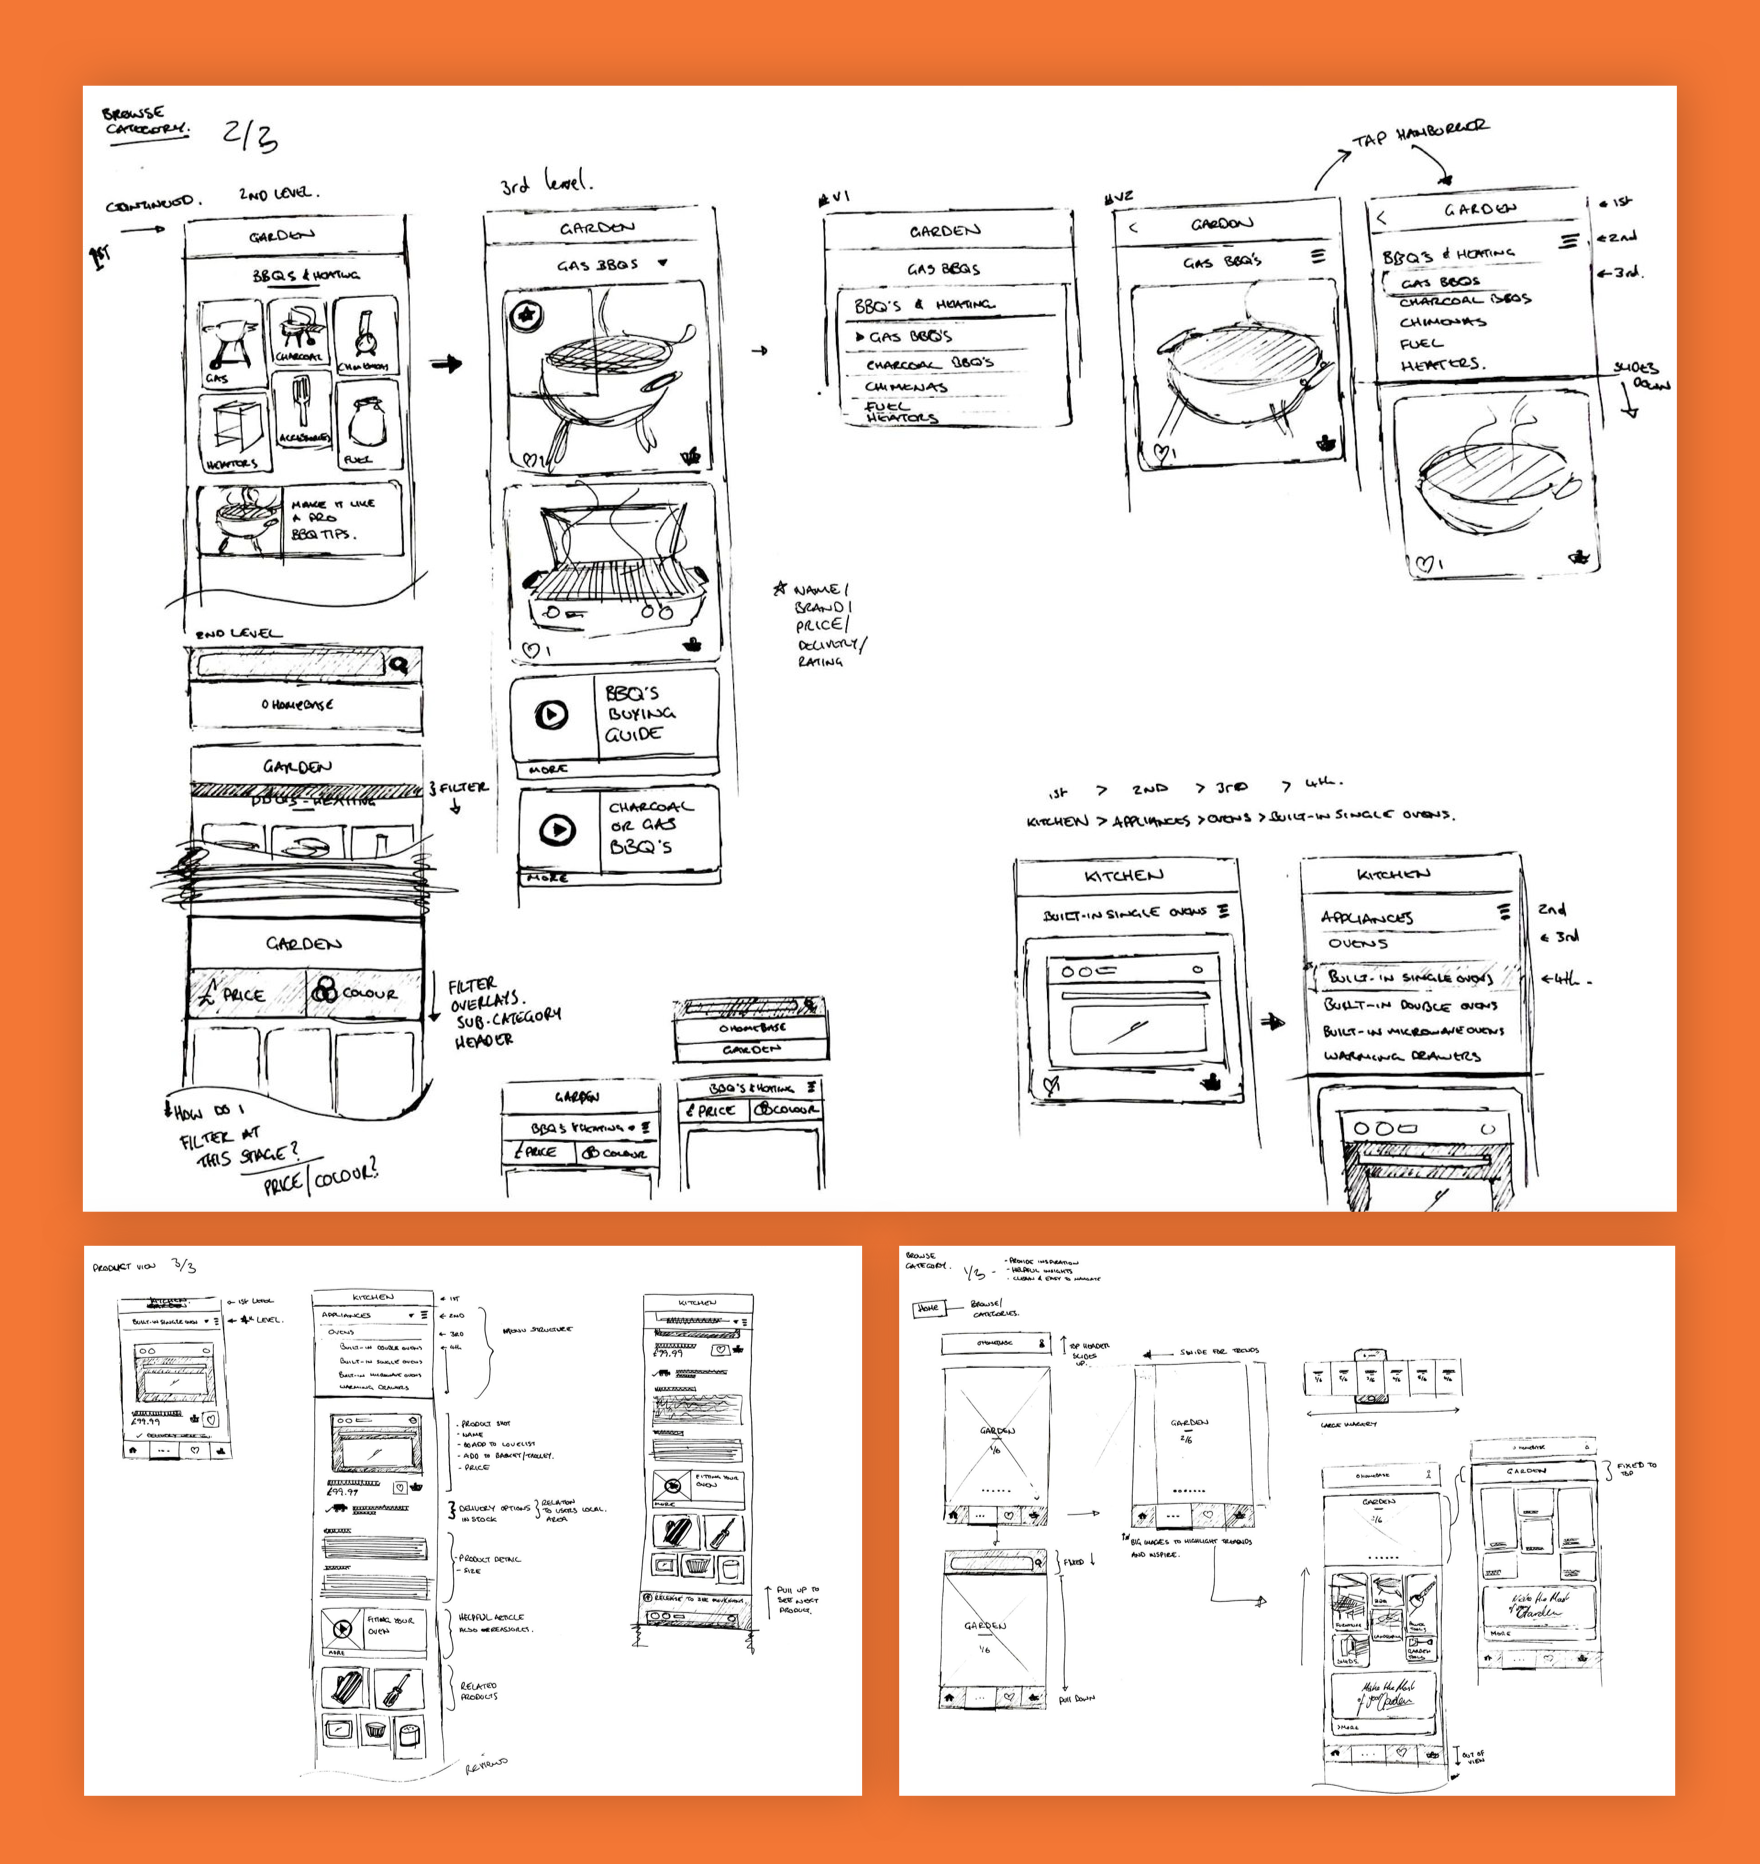 BROWSE
CATEGORY.
2/3
CONTINUED.
2ND LEVEL.
1ST
GARDEN
BBQS & HEATING
GAS
CHARCOAL
CHIMENAS
HEATERS
ACCESSORIES
FUEL
MAKE IT LIKE
A PRO
BBQ TIPS.
2ND LEVEL
HOMEBASE
GARDEN
FILTER
GARDEN
£ PRICE
COLOUR
FILTER
OVERLAYS.
SUB-CATEGORY
HEADER
HOW DO I
FILTER AT
THIS STAGE?
PRICE/COLOUR?
3rd level.
GARDEN
GAS BBQS
1
1
BBQ'S
BUYING
GUIDE
MORE
CHARCOAL
OR GAS
BBQ'S
MORE
NAME/
BRAND/
PRICE/
DELIVERY/
RATING
V1
GARDEN
GAS BBQS
BBQ'S & HEATING
GAS BBQ'S
CHARCOAL BBQ'S
CHIMENAS
FUEL
HEATERS
V2
< GARDEN
GAS BBQ'S
1
TAP HAMBURGER
< GARDEN
1st
BBQ'S & HEATING
2nd
GAS BBQS
3rd.
CHARCOAL BBQS
CHIMENAS
FUEL
HEATERS.
SLIDES
DOWN
1
HOMEBASE
GARDEN
GARDEN
BBQS & HEATING
£ PRICE
COLOUR
BBQ'S & HEATING
£ PRICE
COLOUR
1st > 2ND > 3RD > 4th.
KITCHEN > APPLIANCES > OVENS > BUILT-IN SINGLE OVENS.
KITCHEN
BUILT-IN SINGLE OVENS
KITCHEN
APPLIANCES
2nd
OVENS
3rd
BUILT-IN SINGLE OVENS
4th.
BUILT-IN DOUBLE OVENS
BUILT-IN MICROWAVE OVENS
WARMING DRAWERS
PRODUCT VIEW 3/3
1ST LEVEL
BUILT-IN SINGLE OVEN
LEVEL.
£99.99
KITCHEN
1ST
APPLIANCES
2ND
OVENS
3RD
BUILT-IN DOUBLE OVENS
4th
BUILT-IN SINGLE OVENS
BUILT-IN MICROWAVE OVENS
WARMING DRAWERS
MENU STRUCTURE
- PRODUCT SHOT
- NAME
- ADD TO LOVELIST
- ADD TO BASKET/TROLLEY.
- PRICE
£99.99
DELIVERY OPTIONS
IN STOCK
RELATION
TO USERS LOCAL
AREA
- PRODUCT DETAIL
- SIZE
FITTING YOUR
OVEN
MORE
HELPFUL ARTICLE
RELATED
PRODUCTS
REVIEWS
KITCHEN
£99.99
FITTING YOUR
OVEN
MORE
RELEASE TO SEE
PULL UP TO
SEE NEXT
PRODUCT.
BROWSE
CATEGORY.
1/3
- PROVIDE INSPIRATION
- HELPFUL INSIGHTS
- CLEAN & EASY TO NAVIGATE
HOME
BROWSE/
CATEGORIES.
HOMEBASE
TOP HEADER
SLIDES
UP.
GARDEN
1/6
SWIDE FOR TRENDS
GARDEN
2/6
BIG IMAGES TO HIGHLIGHT TRENDS
AND INSPIRE.
FIXED
GARDEN
1/6
PULL DOWN
LARGE IMAGERY
HOMEBASE
GARDEN
2/6
FURNITURE
BBQ
SHEDS
GARDEN
TOOLS
Make the Most
of your Garden
MORE
OUT OF
VIEW
HOMEBASE
GARDEN
FIXED TO
TOP
Make the Most
of your Garden
MORE